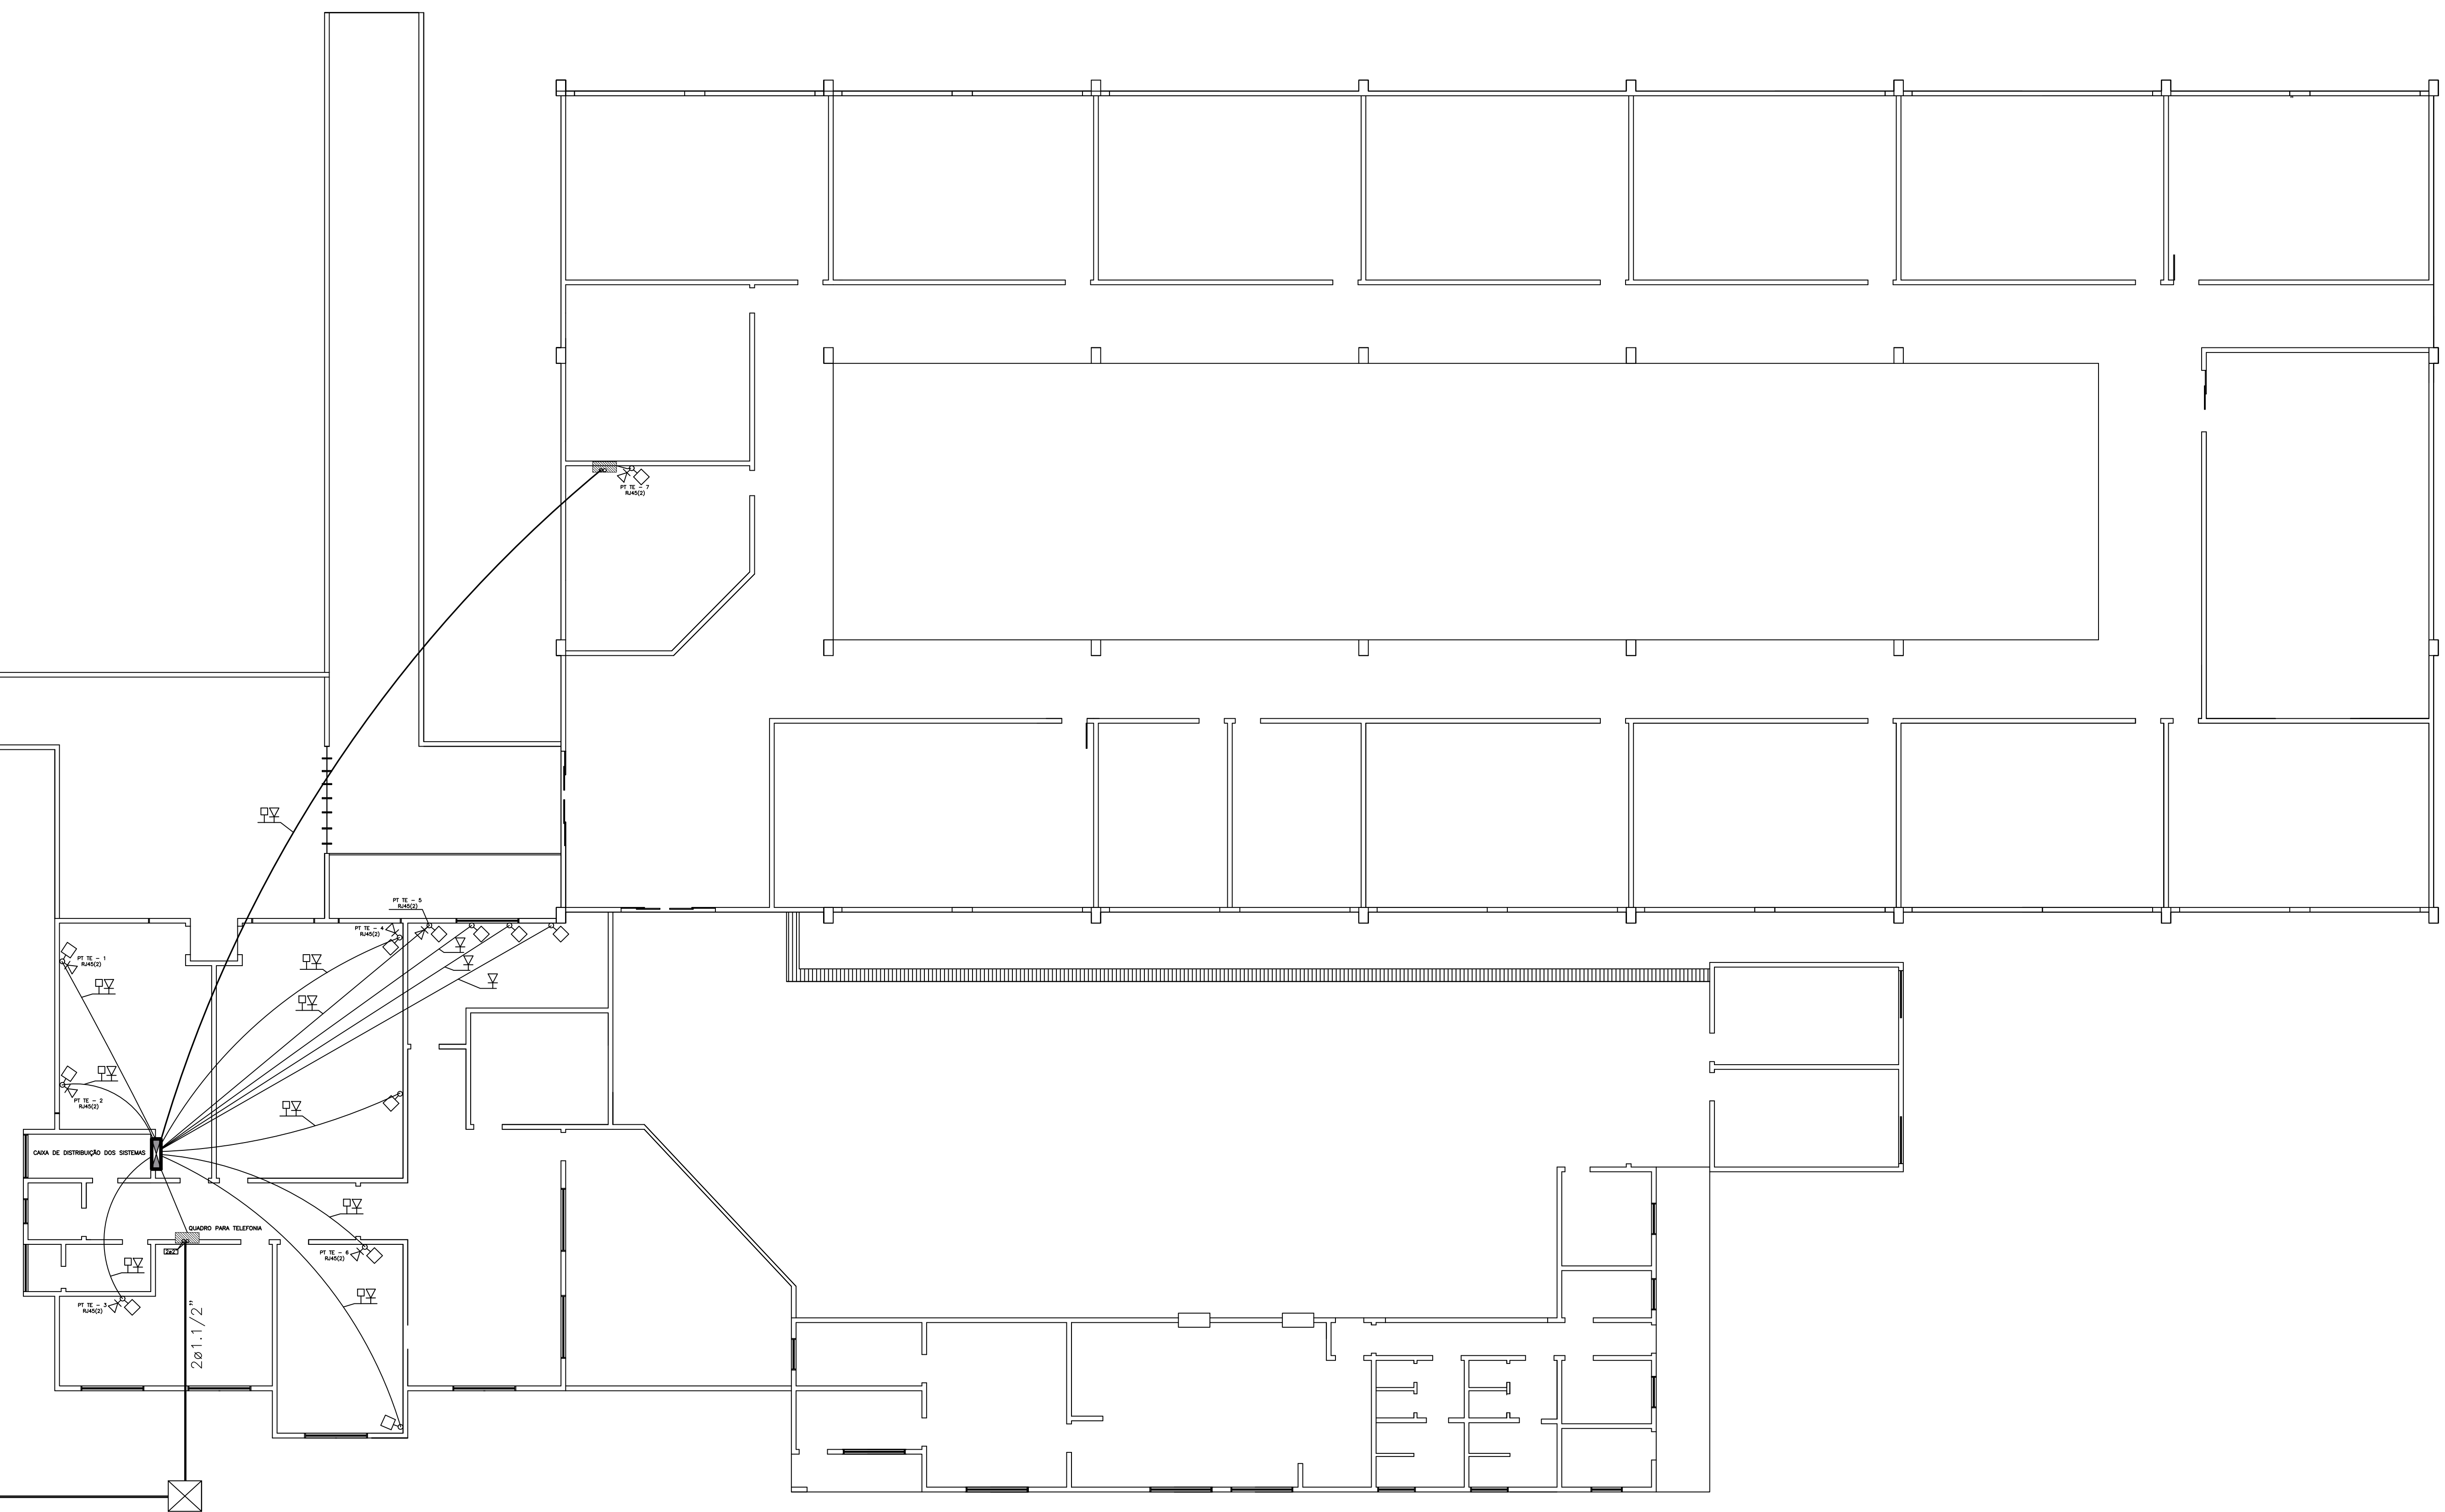 PT TE - 7
RJ45(2)
PT TE - 5
RJ45(2)
PT TE - 4
RJ45(2)
PT TE - 1
RJ45(2)
PT TE - 2
RJ45(2)
CAIXA DE DISTRIBUIÇÃO DOS SISTEMAS
QUADRO PARA TELEFONIA
2ø2"
PT TE - 6
RJ45(2)
PT TE - 3
RJ45(2)
2ø1.1/2"